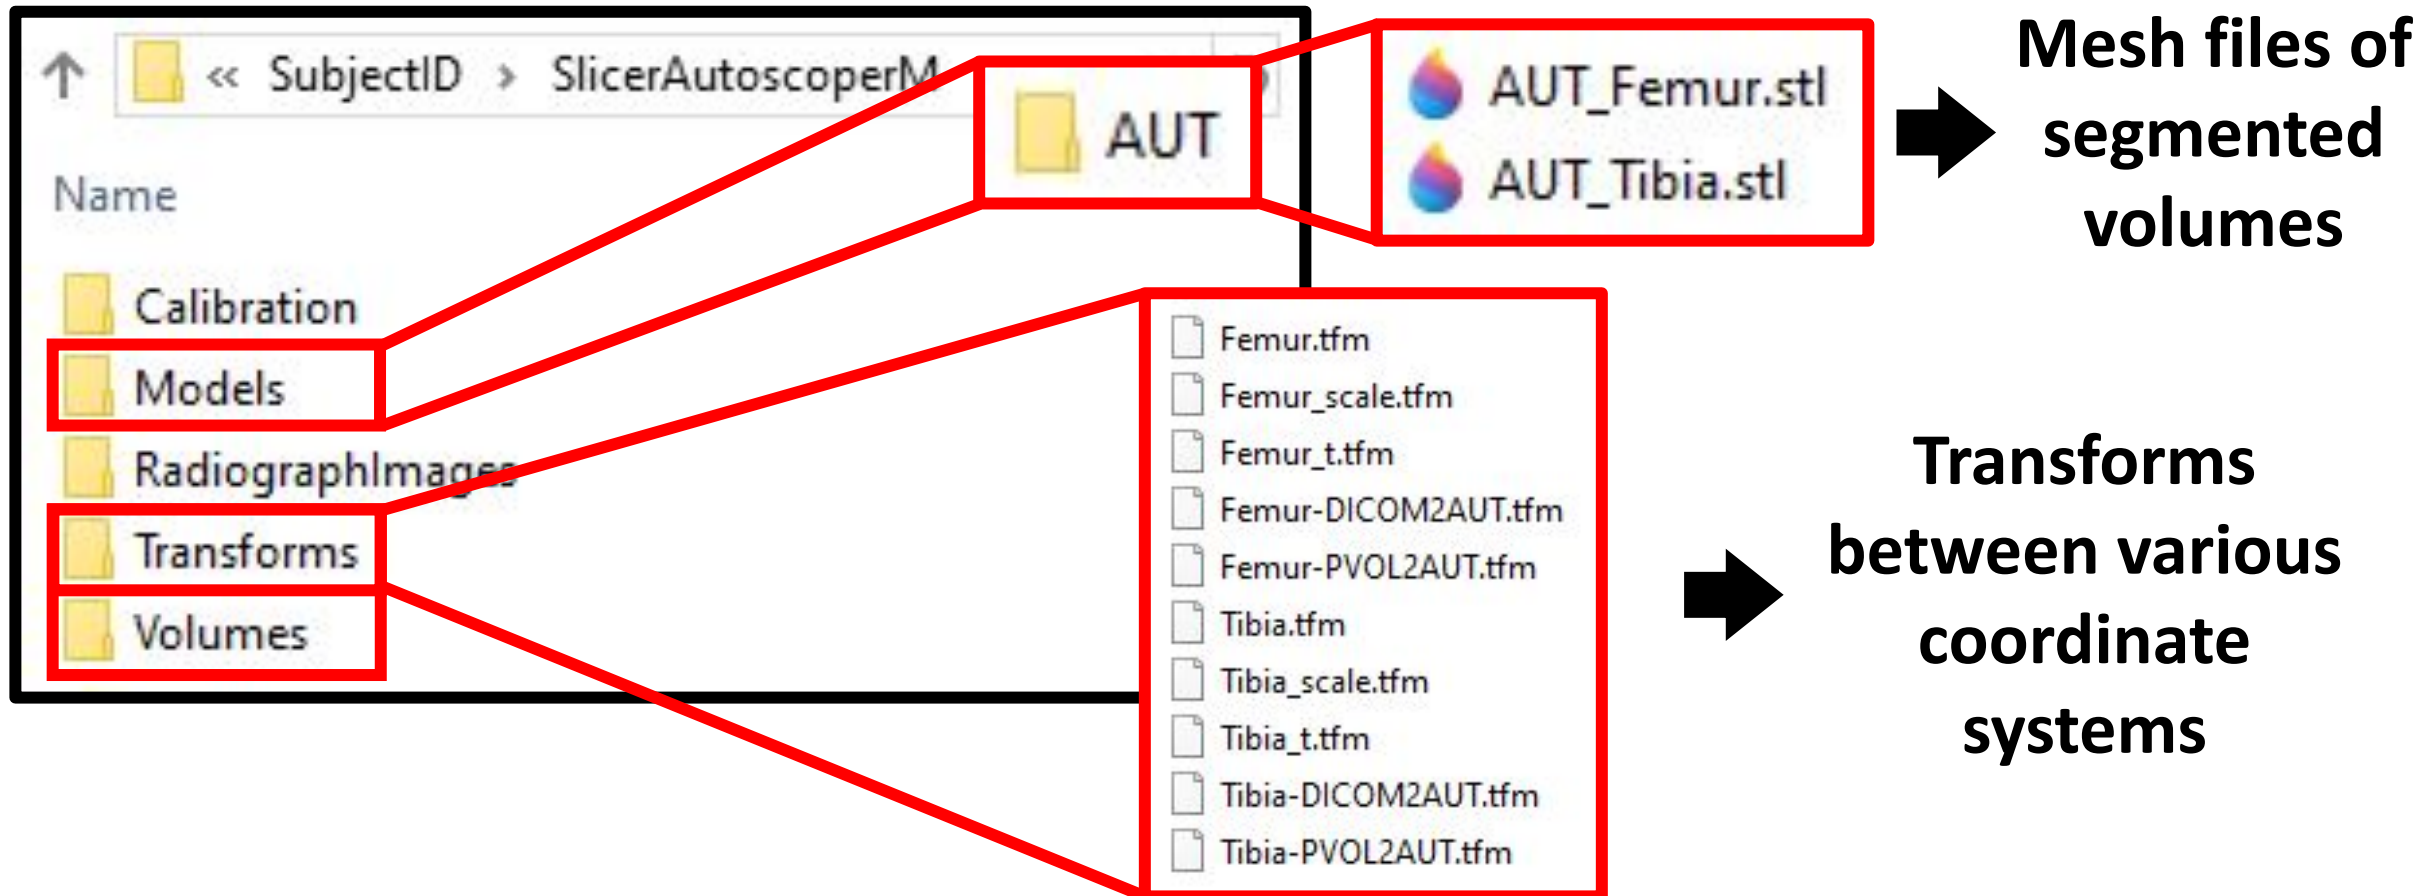 « SubjectID › SlicerAutoscoperM
Name
Calibration
Models
RadiographImages
Transforms
Volumes
AUT
AUT_Femur.stl
AUT_Tibia.stl
Mesh files of
segmented
volumes
Femur.tfm
Femur_scale.tfm
Femur_t.tfm
Femur-DICOM2AUT.tfm
Femur-PVOL2AUT.tfm
Tibia.tfm
Tibia_scale.tfm
Tibia_t.tfm
Tibia-DICOM2AUT.tfm
Tibia-PVOL2AUT.tfm
Transforms
between various
coordinate
systems